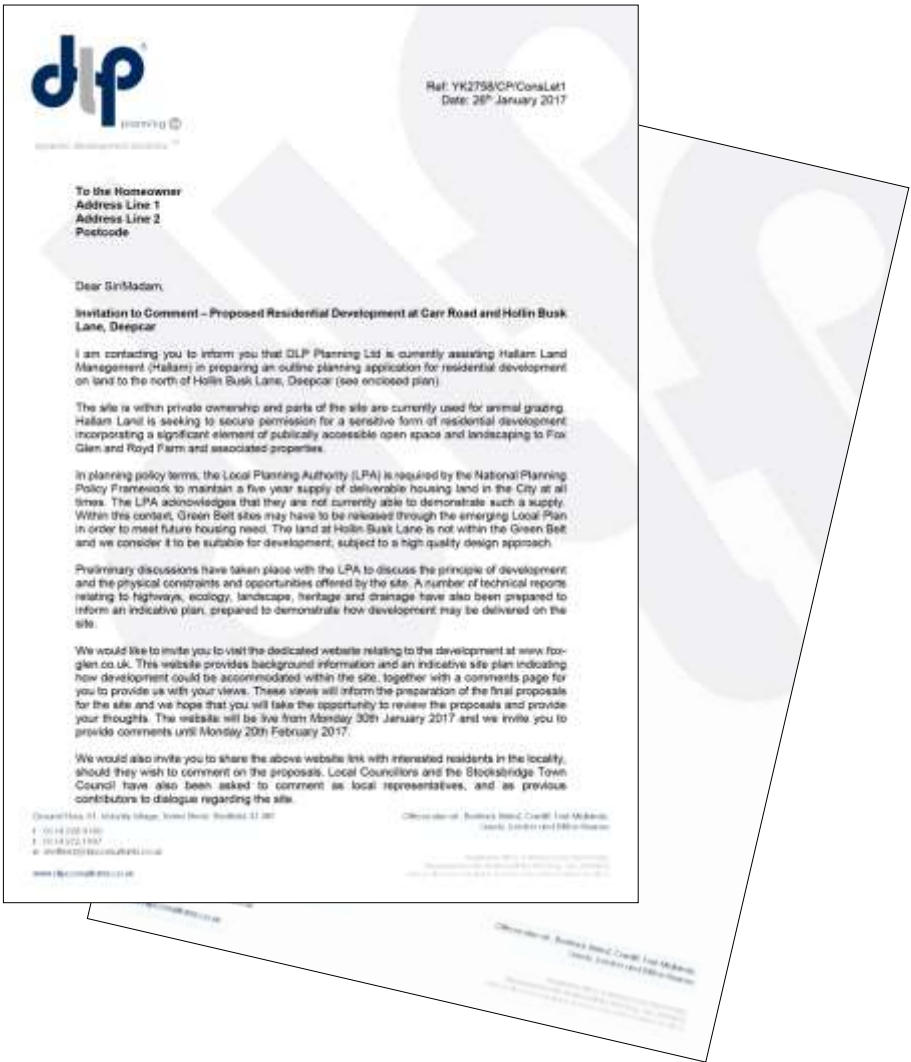 dlp
planning
Ref: YK2758/CP/ConsLet1
Date: 26th January 2017
To the Homeowner
Address Line 1
Address Line 2
Postcode
Dear Sir/Madam,
Invitation to Comment – Proposed Residential Development at Carr Road and Hollin Busk
Lane, Deepcar
I am contacting you to inform you that DLP Planning Ltd is currently assisting Hallam Land
Management (Hallam) in preparing an outline planning application for residential development
on land to the north of Hollin Busk Lane, Deepcar (see enclosed plan).
The site is within private ownership and parts of the site are currently used for animal grazing.
Hallam Land is seeking to secure permission for a sensitive form of residential development
incorporating a significant element of publically accessible open space and landscaping to Fox
Glen and Royd Farm and associated properties.
In planning policy terms, the Local Planning Authority (LPA) is required by the National Planning
Policy Framework to maintain a five year supply of deliverable housing land in the City at all
times. The LPA acknowledges that they are not currently able to demonstrate such a supply.
Within this context, Green Belt sites may have to be released through the emerging Local Plan
in order to meet future housing need. The land at Hollin Busk Lane is not within the Green Belt
and we consider it to be suitable for development, subject to a high quality design approach.
Preliminary discussions have taken place with the LPA to discuss the principle of development
and the physical constraints and opportunities offered by the site. A number of technical reports
relating to highways, ecology, landscape, heritage and drainage have also been prepared to
inform an indicative plan, prepared to demonstrate how development may be delivered on the
site.
We would like to invite you to visit the dedicated website relating to the development at www.fox-
glen.co.uk. This website provides background information and an indicative site plan indicating
how development could be accommodated within the site, together with a comments page for
you to provide us with your views. These views will inform the preparation of the final proposals
for the site and we hope that you will take the opportunity to review the proposals and provide
your thoughts. The website will be live from Monday 30th January 2017 and we invite you to
provide comments until Monday 20th February 2017.
We would also invite you to share the above website link with interested residents in the locality,
should they wish to comment on the proposals. Local Councillors and the Stocksbridge Town
Council have also been asked to comment as local representatives, and as previous
contributors to dialogue regarding the site.
www.dlpconsultants.co.uk